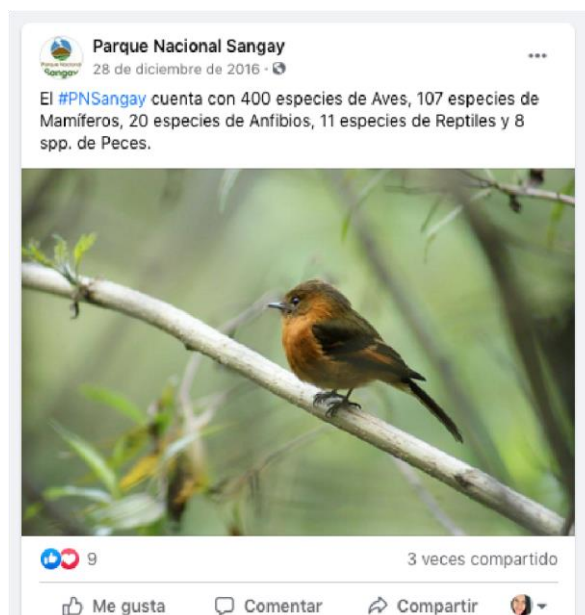 Parque Nacional Sangay
28 de diciembre de 2016 ·
El #PNSangay cuenta con 400 especies de Aves, 107 especies de
Mamíferos, 20 especies de Anfibios, 11 especies de Reptiles y 8
spp. de Peces.
9
3 veces compartido
Me gusta
Comentar
Compartir